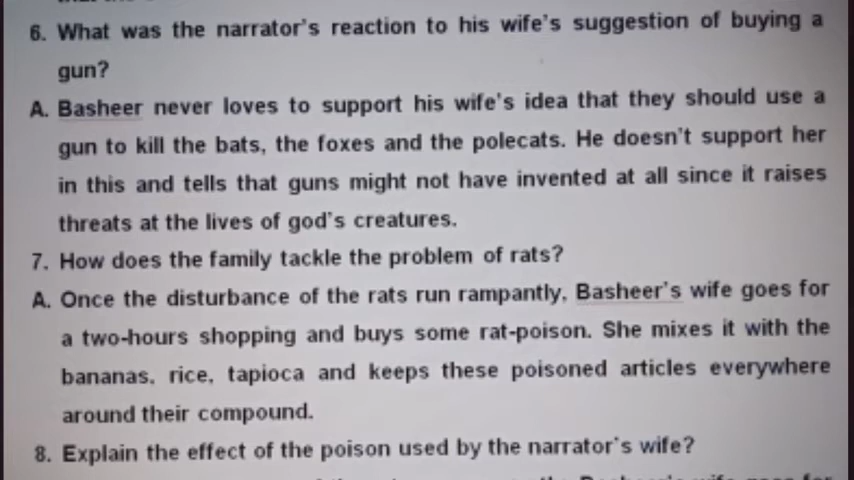 6. What was the narrator's reaction to his wife's suggestion of buying a
gun?
A. Basheer never loves to support his wife's idea that they should use a
gun to kill the bats, the foxes and the polecats. He doesn't support her
in this and tells that guns might not have invented at all since it raises
threats at the lives of god's creatures.
7. How does the family tackle the problem of rats?
A. Once the disturbance of the rats run rampantly, Basheer's wife goes for
a two-hours shopping and buys some rat-poison. She mixes it with the
bananas, rice, tapioca and keeps these poisoned articles everywhere
around their compound.
8. Explain the effect of the poison used by the narrator's wife?